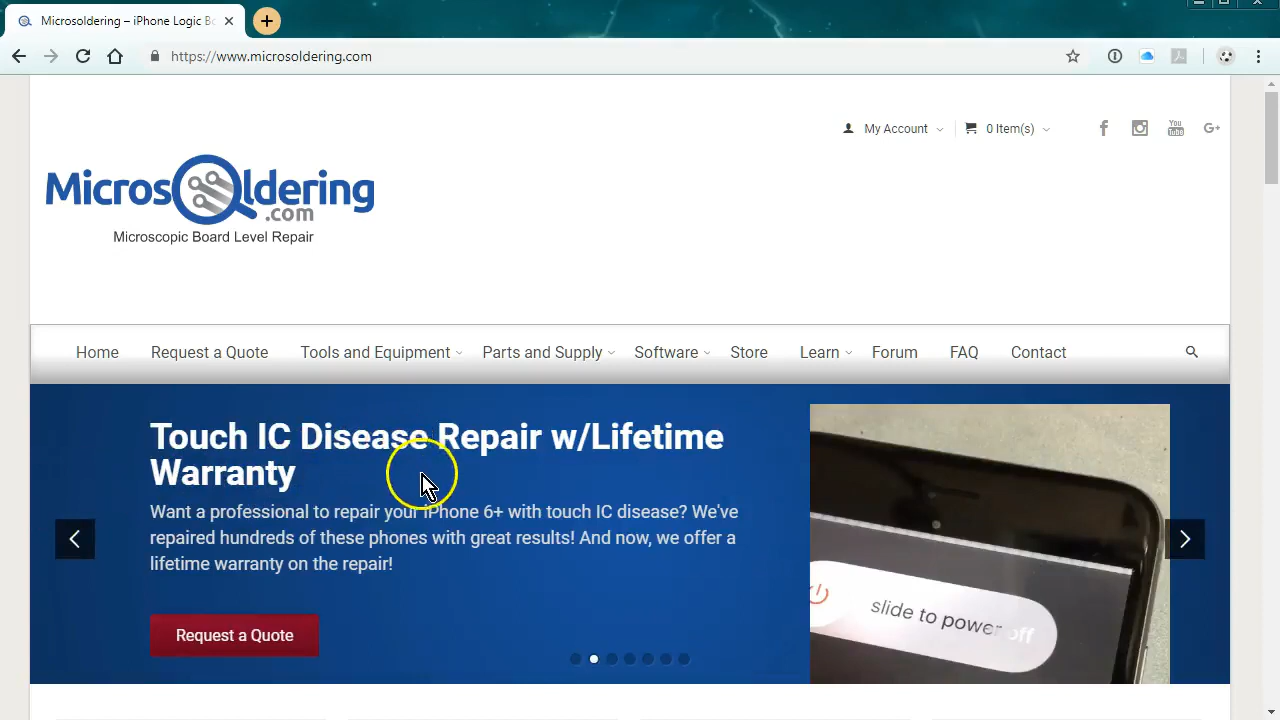 Microsoldering – iPhone Logic Bo
https://www.microsoldering.com
My Account
0 Item(s)
You Tube
G+
MicrosOldering
.com
Microscopic Board Level Repair
Home Request a Quote Tools and Equipment Parts and Supply Software Store Learn Forum FAQ Contact
Touch IC Disease Repair w/Lifetime
Warranty
Want a professional to repair your iPhone 6+ with touch IC disease? We've
repaired hundreds of these phones with great results! And now, we offer a
lifetime warranty on the repair!
Request a Quote
slide to power off